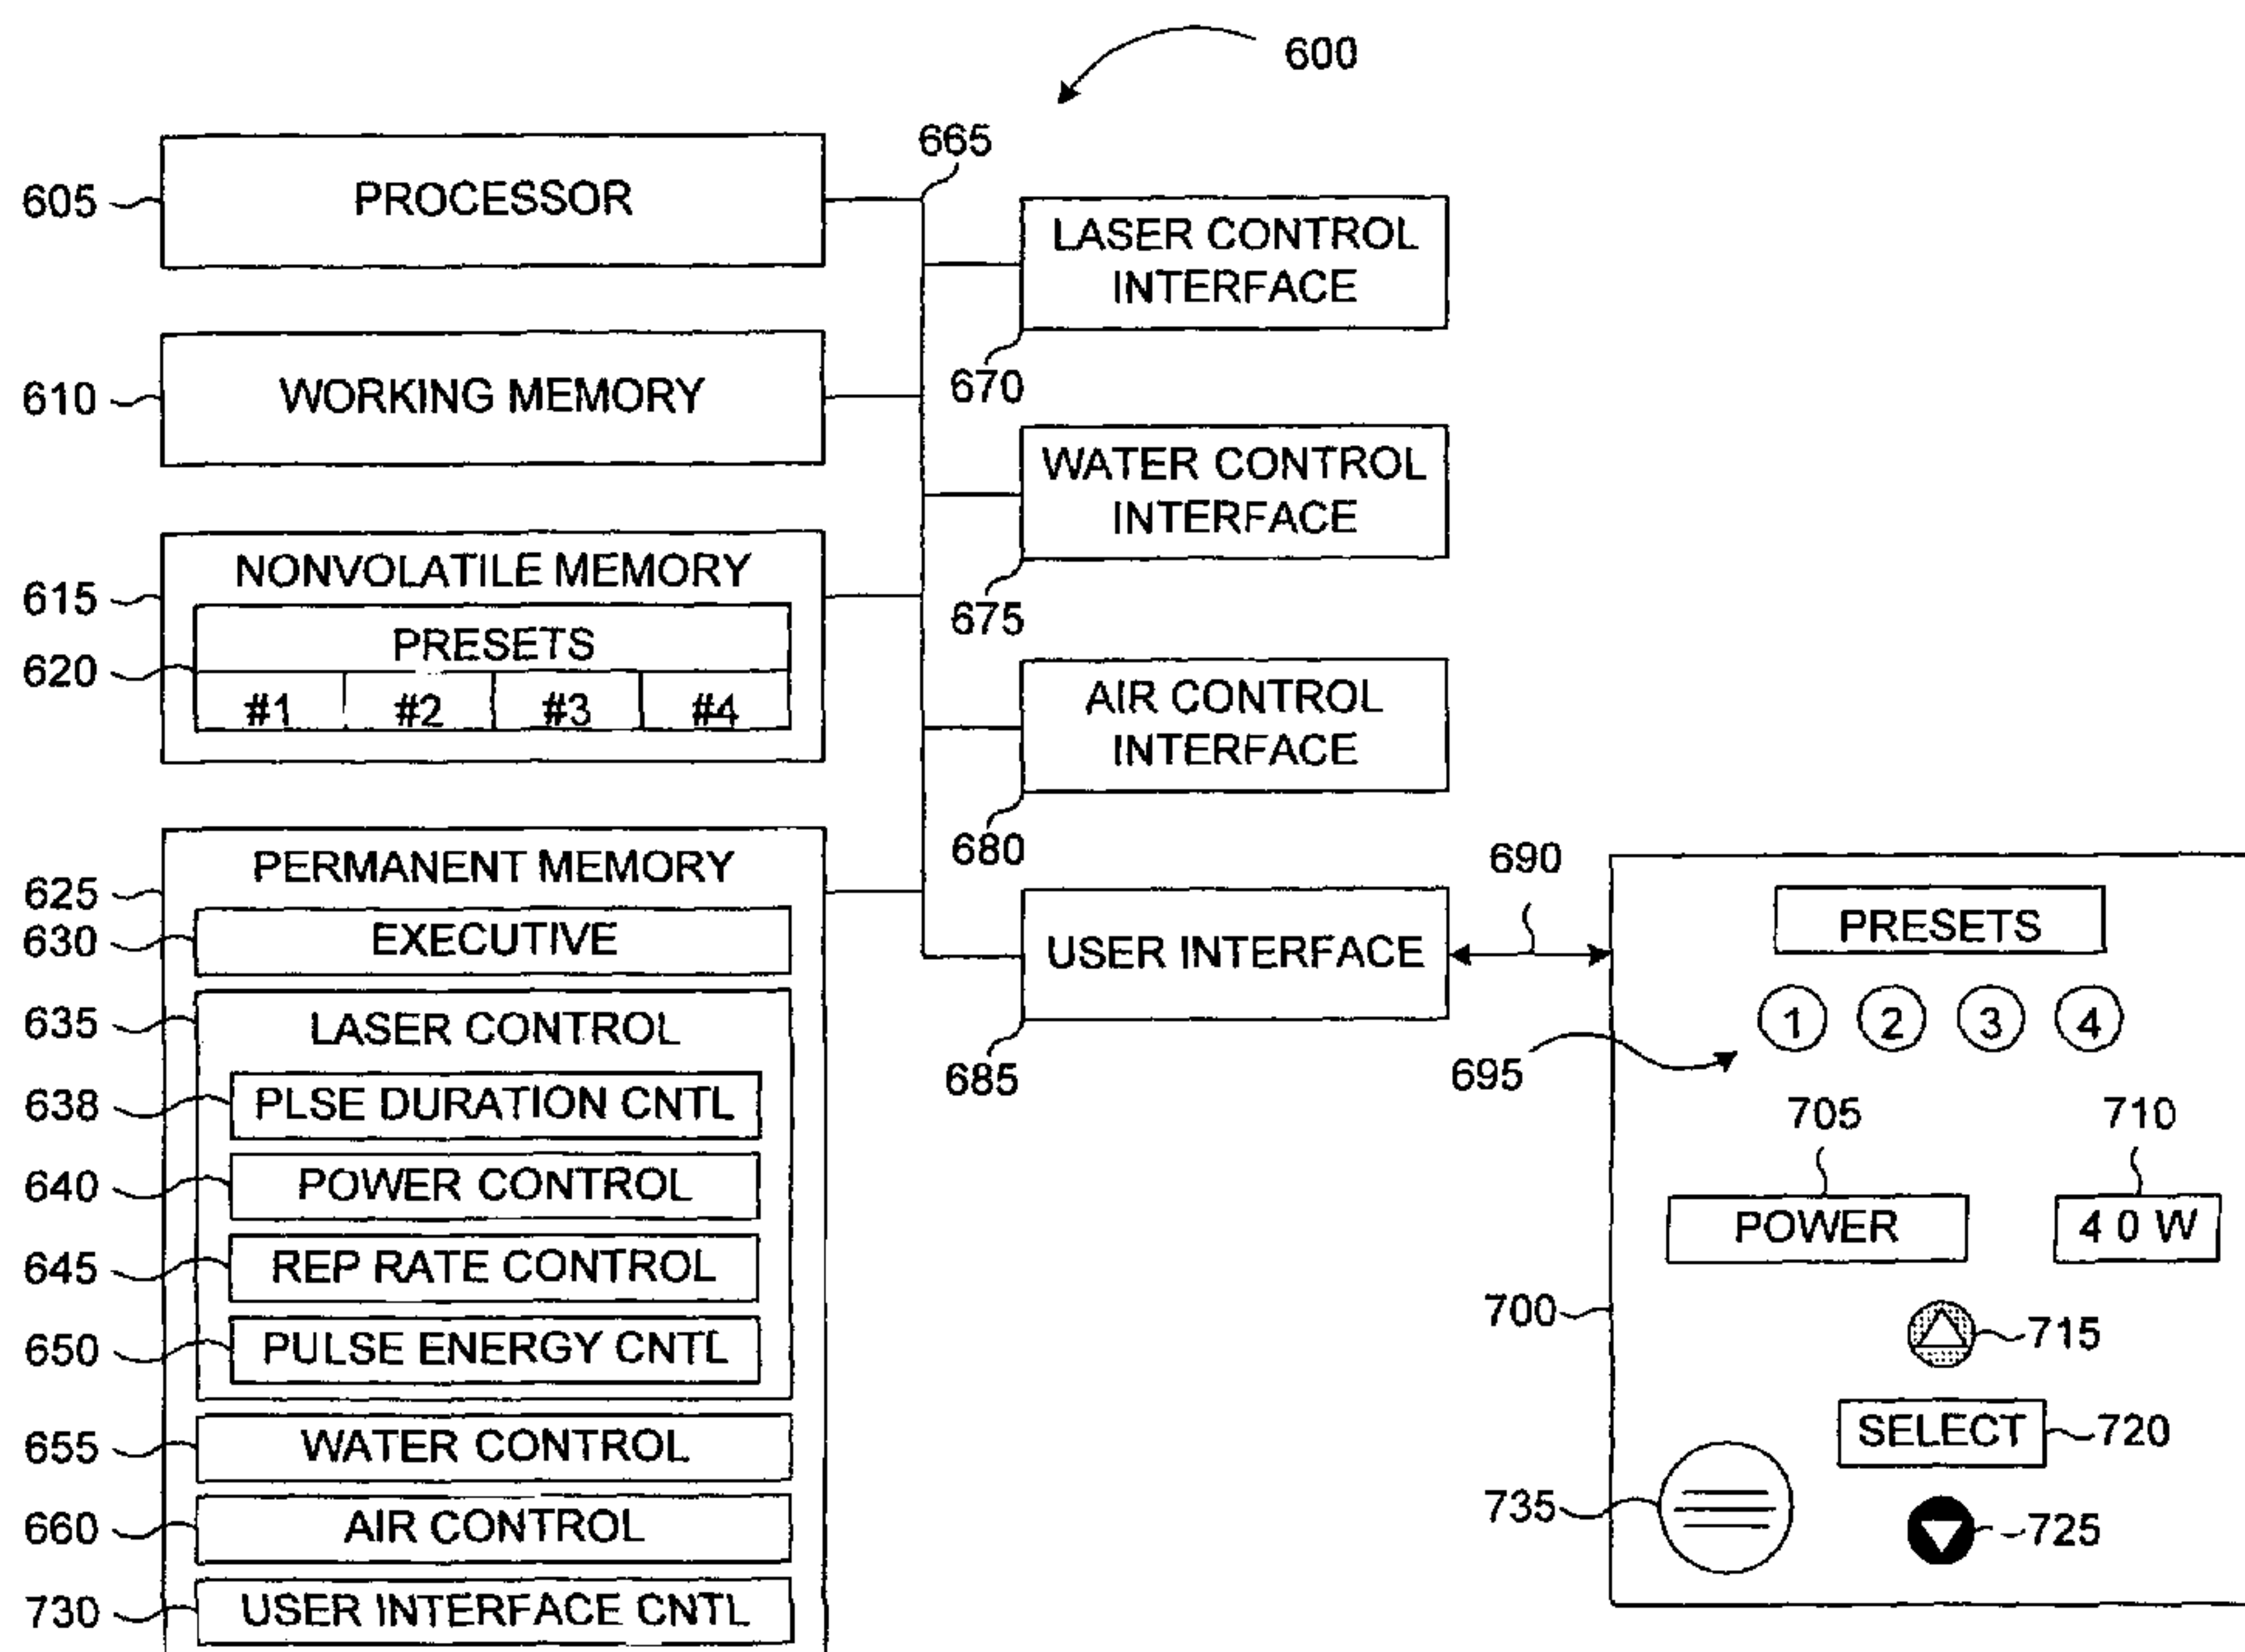 600
665
605
PROCESSOR
LASER CONTROL
INTERFACE
670
610
WORKING MEMORY
WATER CONTROL
INTERFACE
675
615
NONVOLATILE MEMORY
620
PRESETS
#1 #2 #3 #4
AIR CONTROL
INTERFACE
680
625
PERMANENT MEMORY
630
EXECUTIVE
635
LASER CONTROL
638
PLSE DURATION CNTL
640
POWER CONTROL
645
REP RATE CONTROL
650
PULSE ENERGY CNTL
655
WATER CONTROL
660
AIR CONTROL
730
USER INTERFACE CNTL
USER INTERFACE
685
690
PRESETS
1 2 3 4
695
705
710
POWER
4 0 W
700
715
SELECT
720
735
725